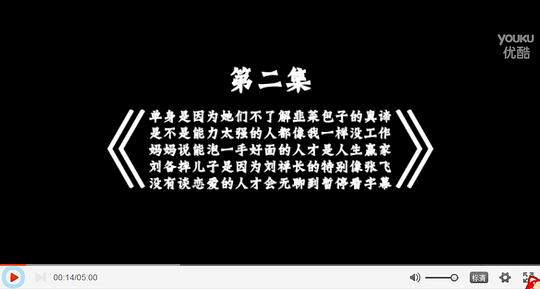 YOUKU
优酷
第二集
单身是因为她们不了解韭菜包子的真谛
是不是能力太强的人都像我一样没工作
妈妈说能泡一手好面的人才是人生赢家
刘备摔儿子是因为刘禅长的特别像张飞
没有谈恋爱的人才会无聊到暂停看字幕
00:14/05:00
标清